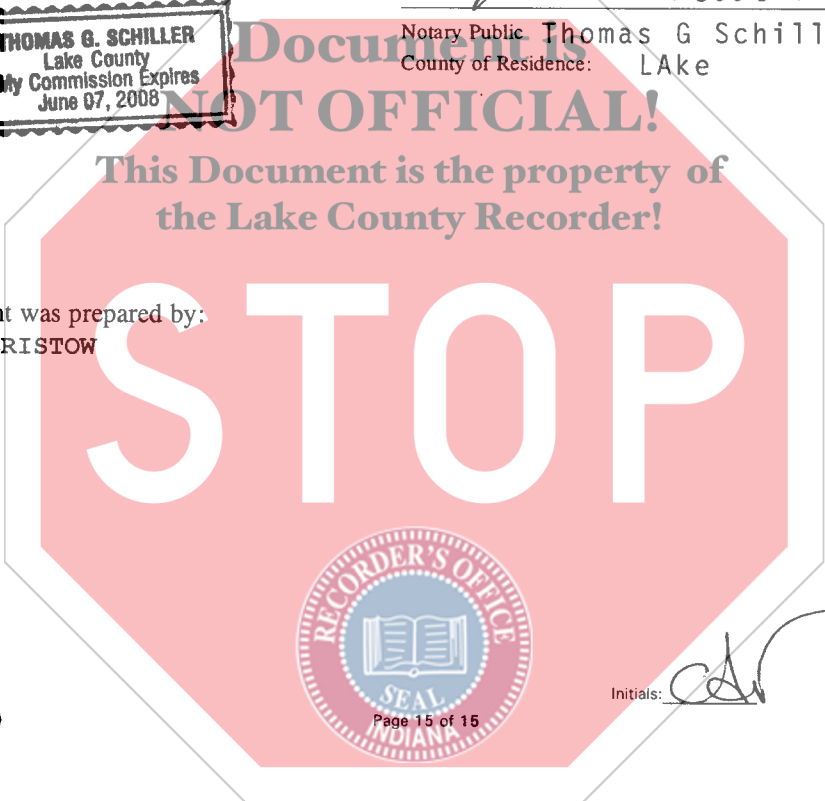 THOMAS G. SCHILLER
Lake County
My Commission Expires
June 07, 2008
Notary Public Thomas G Schill
County of Residence: LAke
Document is
NOT OFFICIAL!
This Document is the property of
the Lake County Recorder!
t was prepared by:
RISTOW
STOP
RECORDER'S OFFICE
SEAL
INDIANA
Initials:
Page 15 of 15